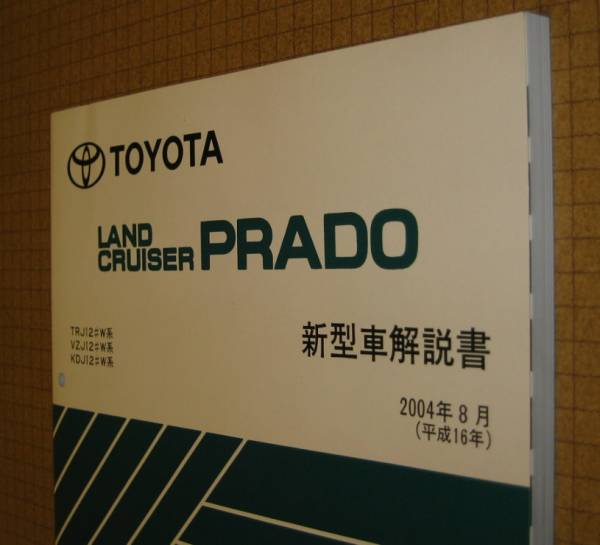 TOYOTA
LAND
CRUISER PRADO
TRJ12#W系
VZJ12#W系
KDJ12#W系
新型車解説書
2004年8月
(平成16年)